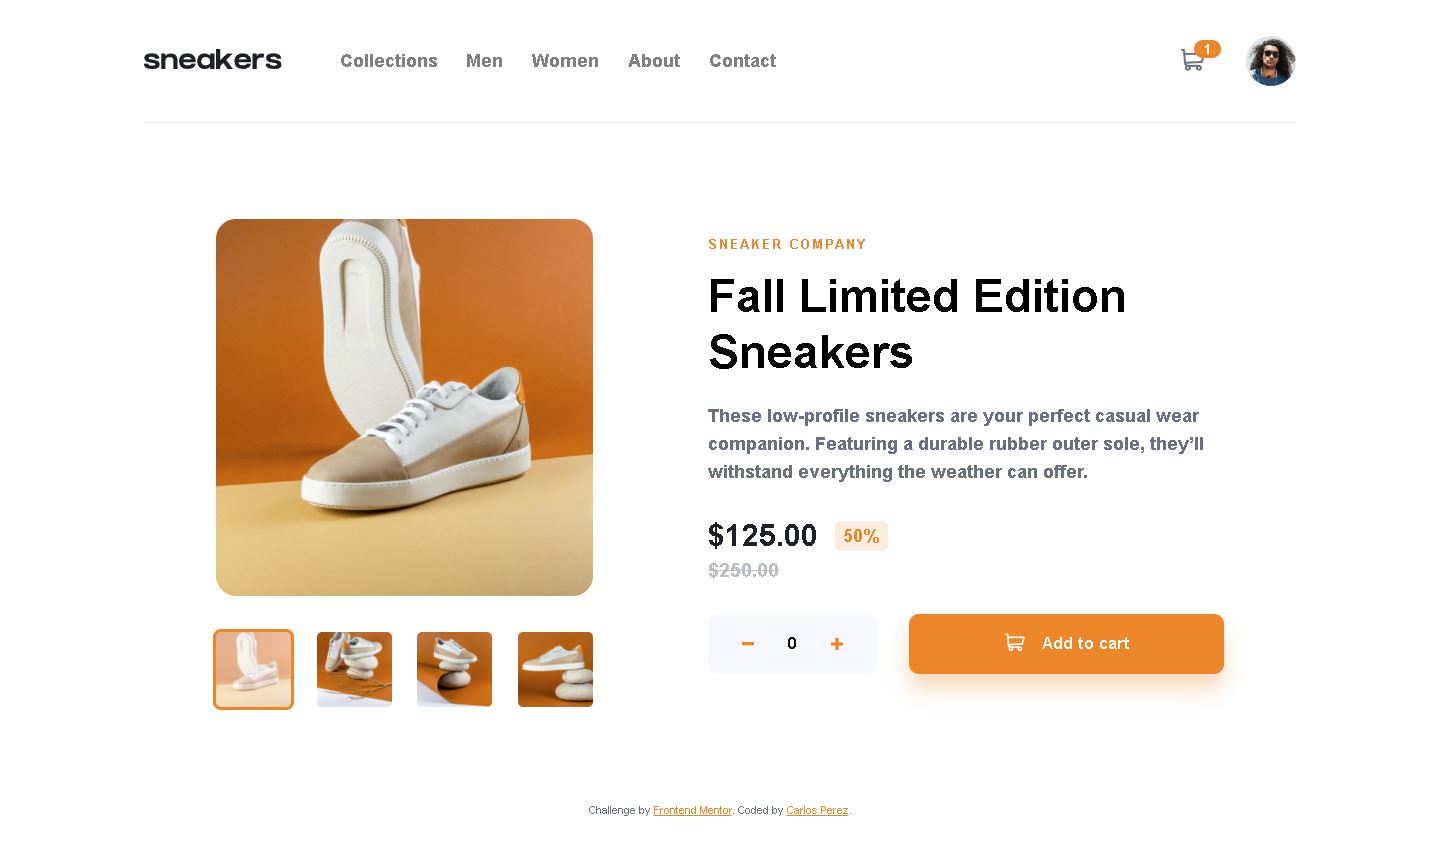 sneakers
Collections Men Women About Contact
1
SNEAKER COMPANY
Fall Limited Edition
Sneakers
These low-profile sneakers are your perfect casual wear
companion. Featuring a durable rubber outer sole, they’ll
withstand everything the weather can offer.
$125.00 50%
$250.00
0
Add to cart
Challenge by Frontend Mentor. Coded by Carlos Perez.